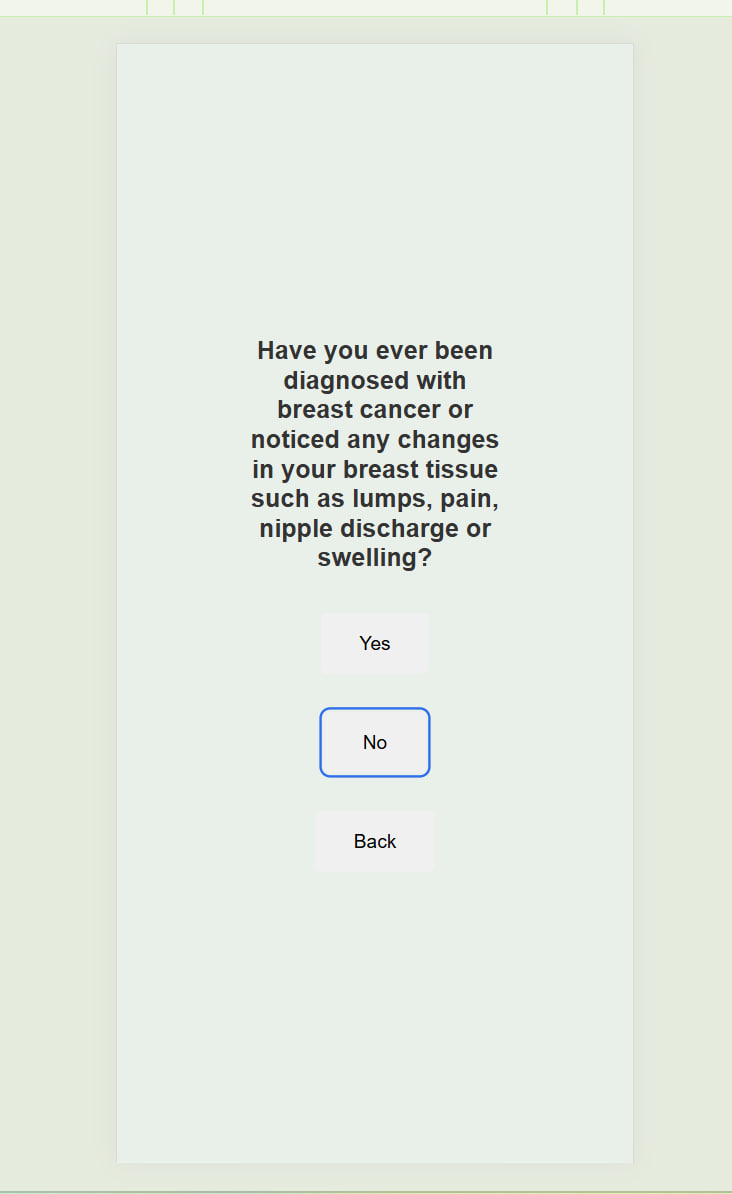 Have you ever been
diagnosed with
breast cancer or
noticed any changes
in your breast tissue
such as lumps, pain,
nipple discharge or
swelling?
Yes
No
Back